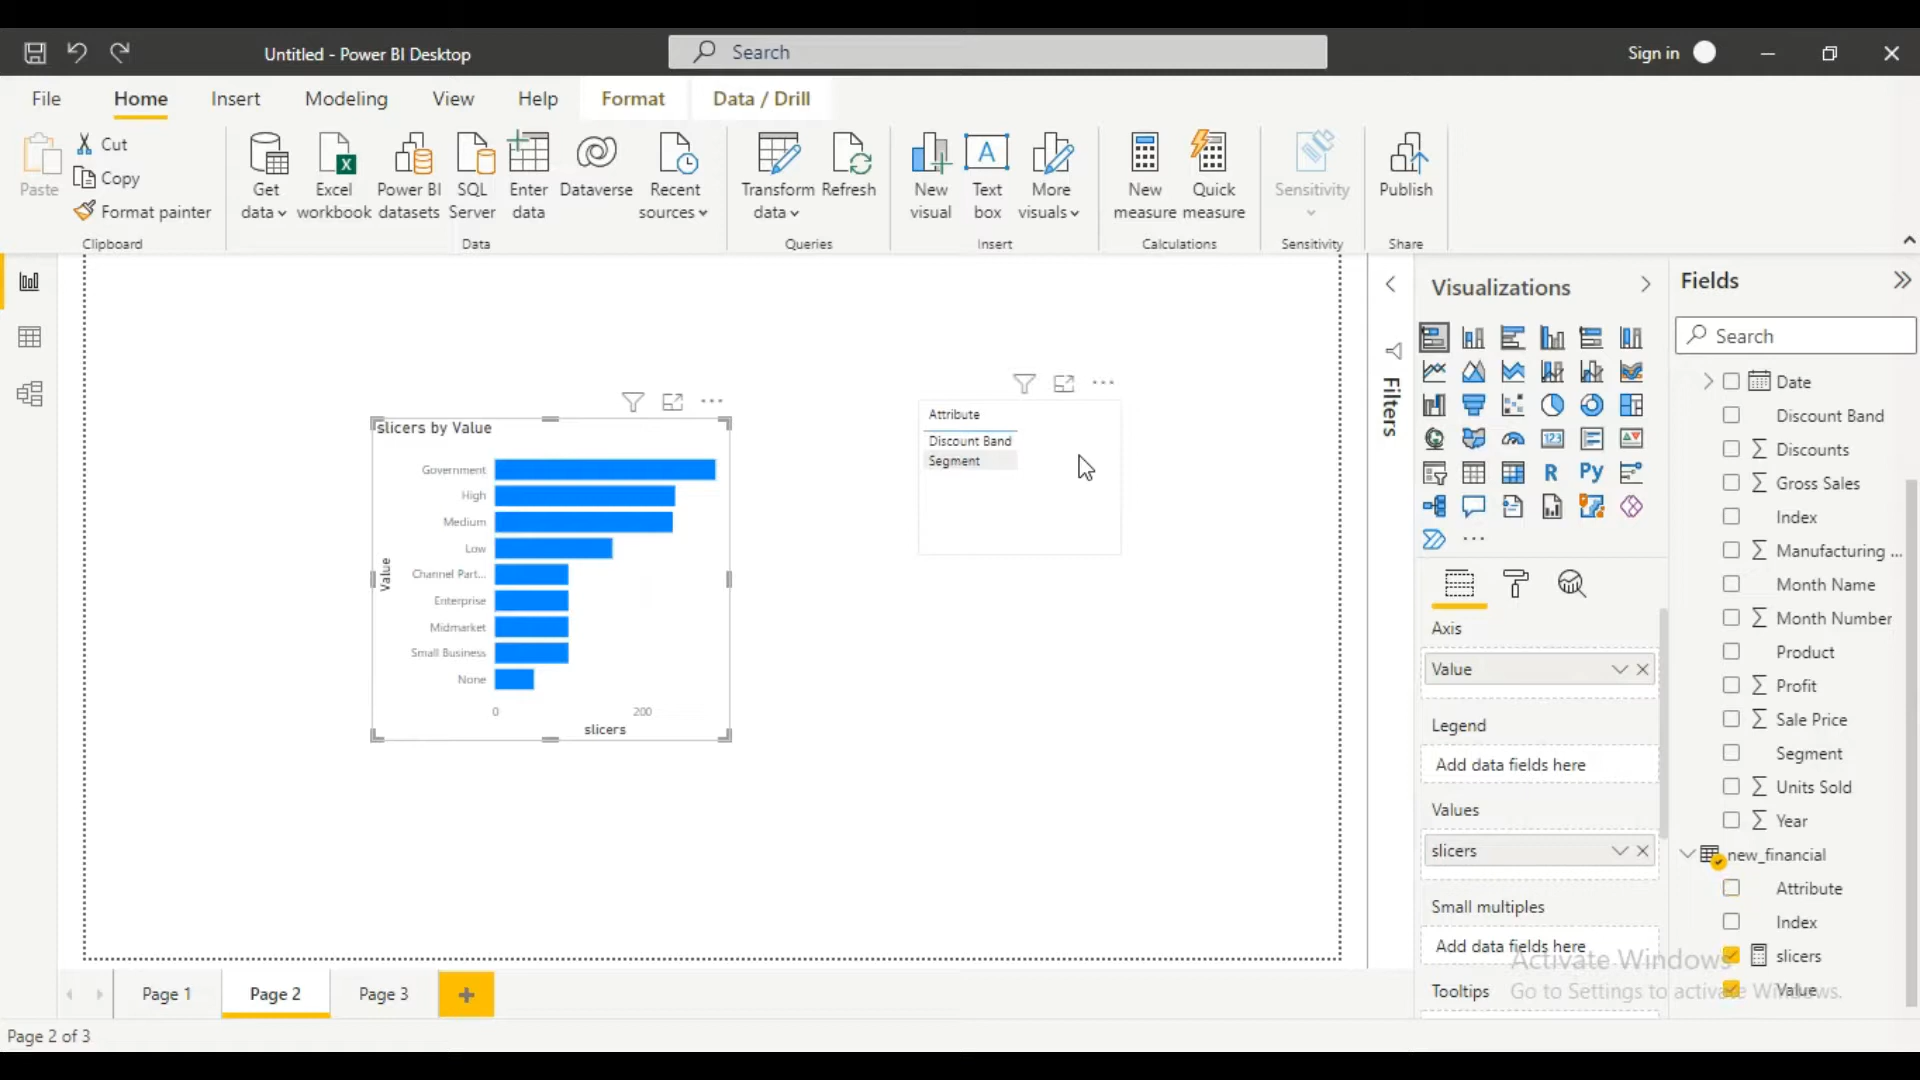 Untitled - Power BI Desktop
Search
Sign in
File
Home
Insert
Modeling
View
Help
Format
Data / Drill
Paste
Cut
Copy
Format painter
Clipboard
Get
data
Excel
workbook
Power BI
datasets
SQL
Server
Enter
data
Dataverse
Recent
sources
Data
Transform
data
Refresh
Queries
New
visual
A
Text
box
More
visuals
Insert
New
measure
Quick
measure
Calculations
Sensitivity
Sensitivity
Publish
Share
slicers by Value
Government
High
Medium
Low
Channel Part...
Enterprise
Midmarket
Small Business
None
Value
0
200
slicers
Attribute
Discount Band
Segment
Filters
Visualizations
123
R
Py
Axis
Value
Legend
Add data fields here
Values
slicers
Small multiples
Add data fields here
Tooltips
Fields
Search
Date
Discount Band
Σ Discounts
Σ Gross Sales
Index
Σ Manufacturing ...
Month Name
Σ Month Number
Product
Σ Profit
Σ Sale Price
Segment
Σ Units Sold
Σ Year
new_financial
Attribute
Index
slicers
Value
Activate Windows
Go to Settings to activate Windows.
Page 1
Page 2
Page 3
+
Page 2 of 3